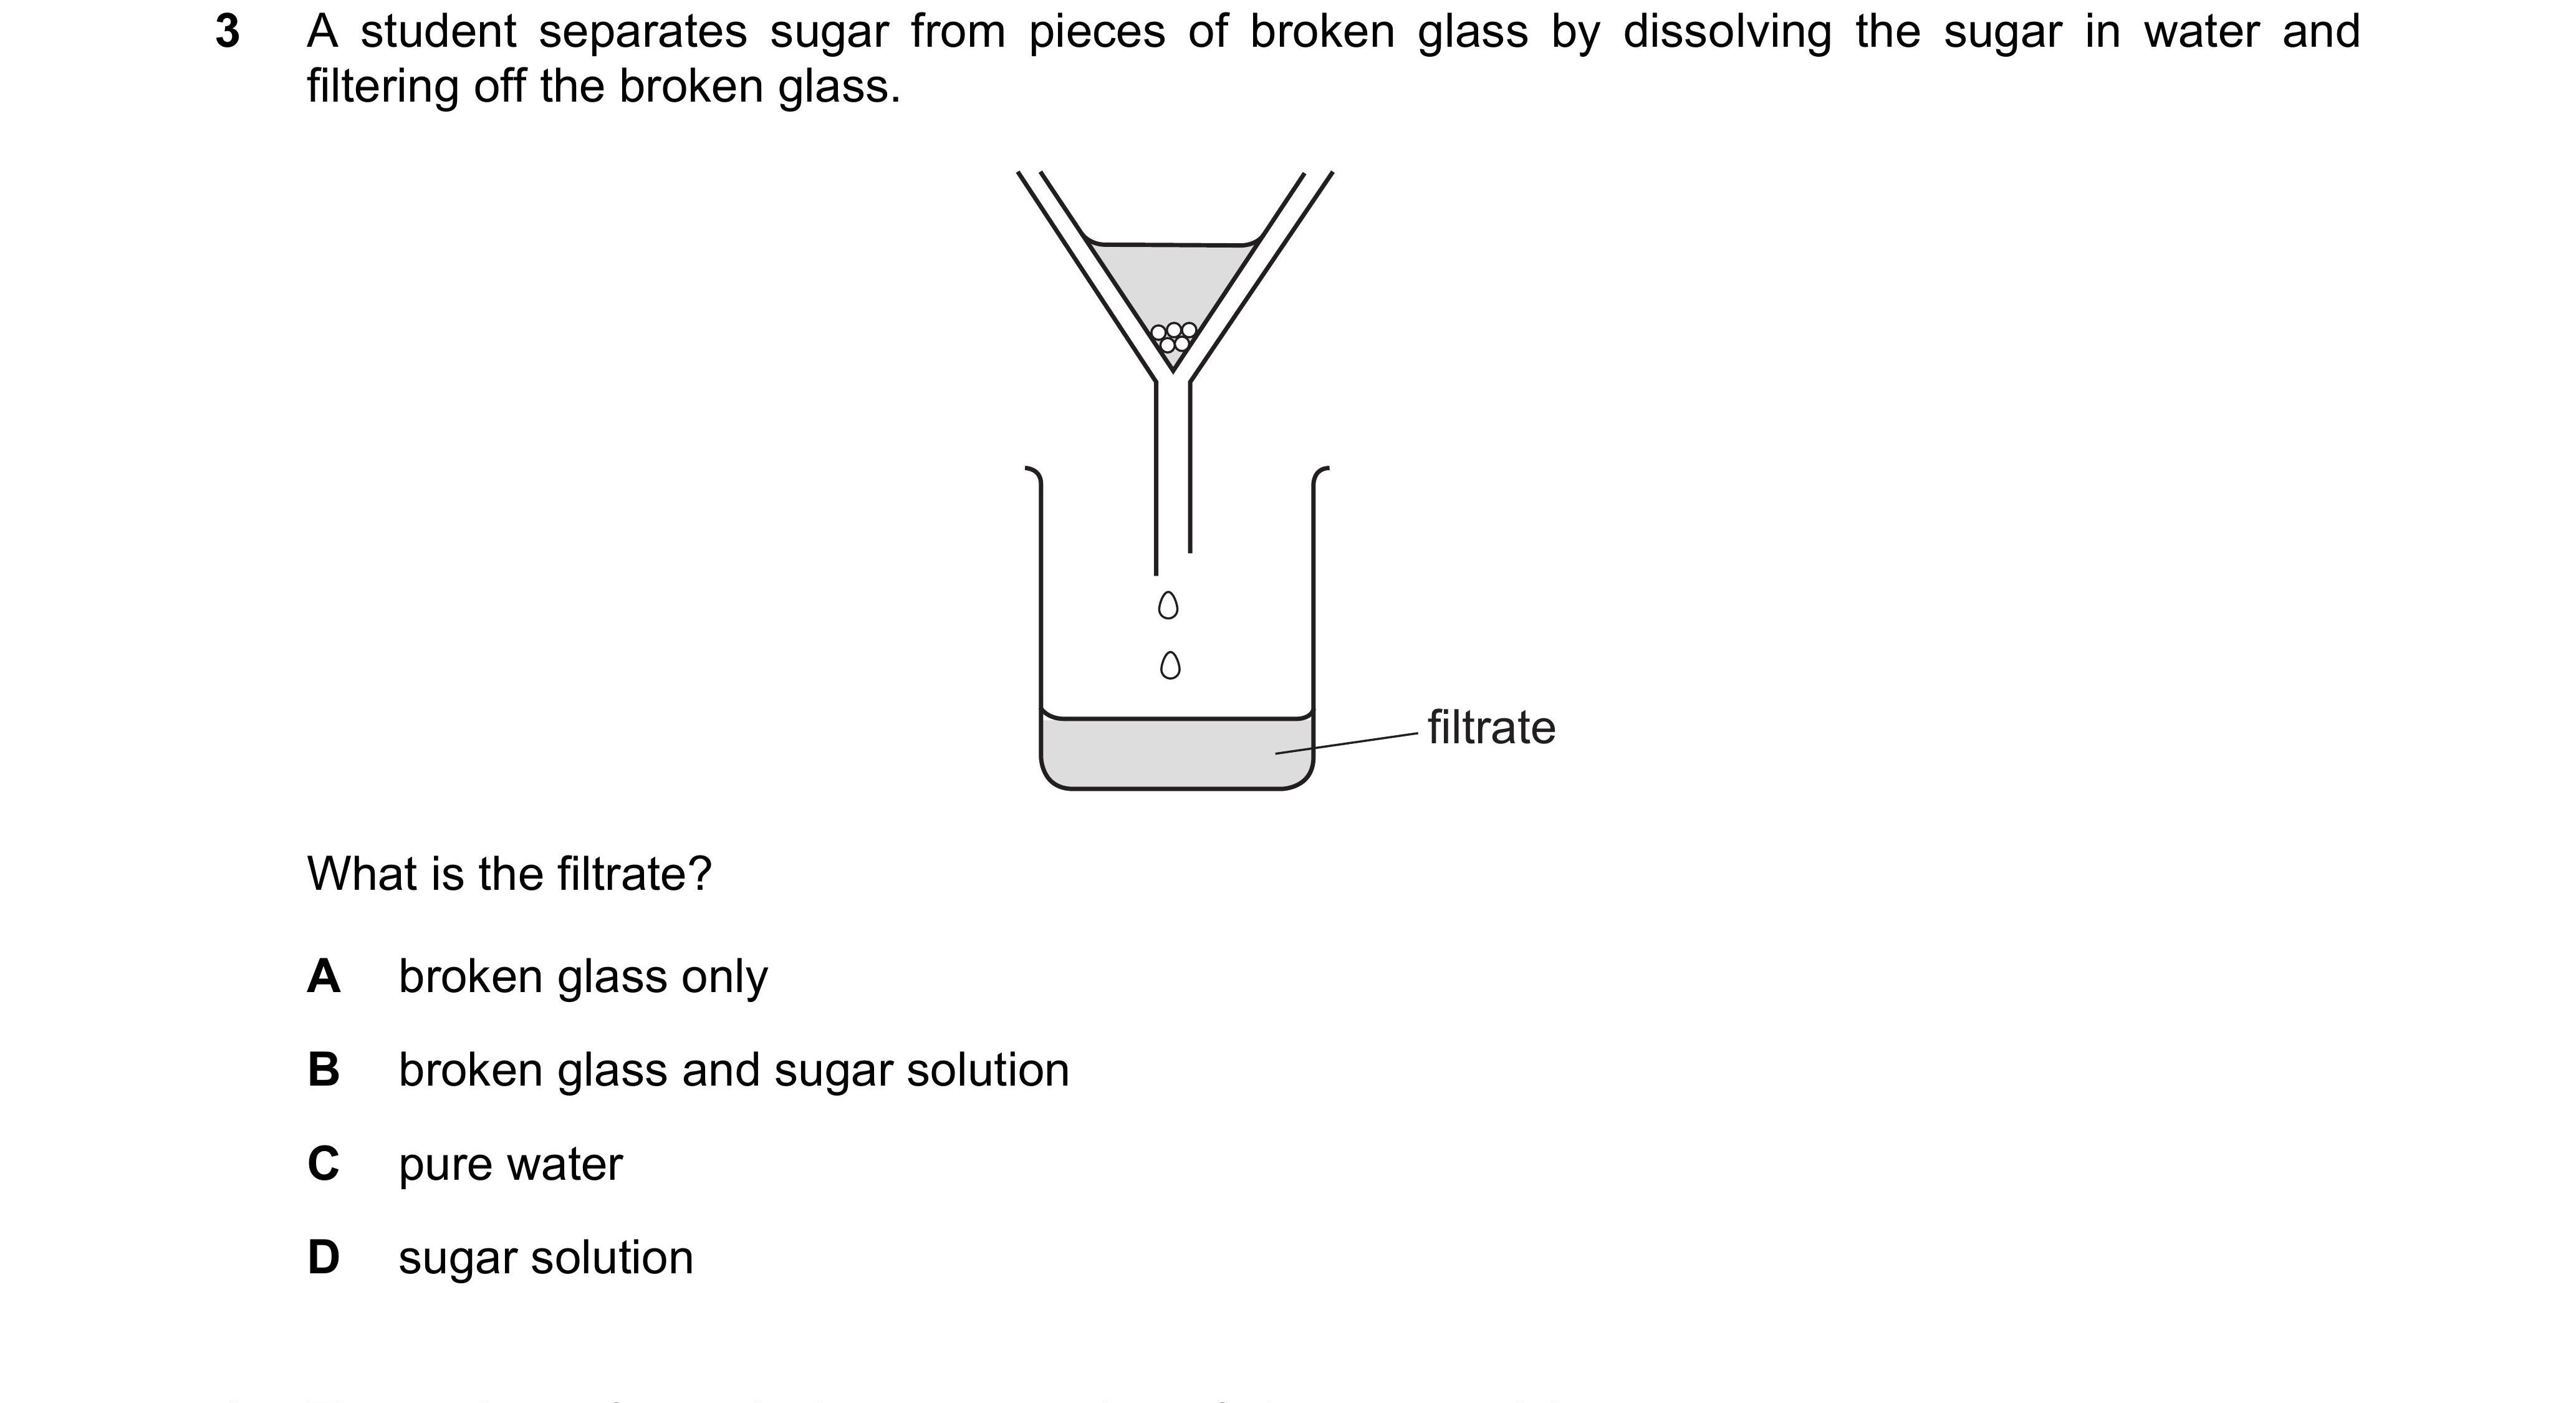 3 A student separates sugar from pieces of broken glass by dissolving the sugar in water and
filtering off the broken glass.
filtrate
What is the filtrate?
A broken glass only
B broken glass and sugar solution
C pure water
D sugar solution